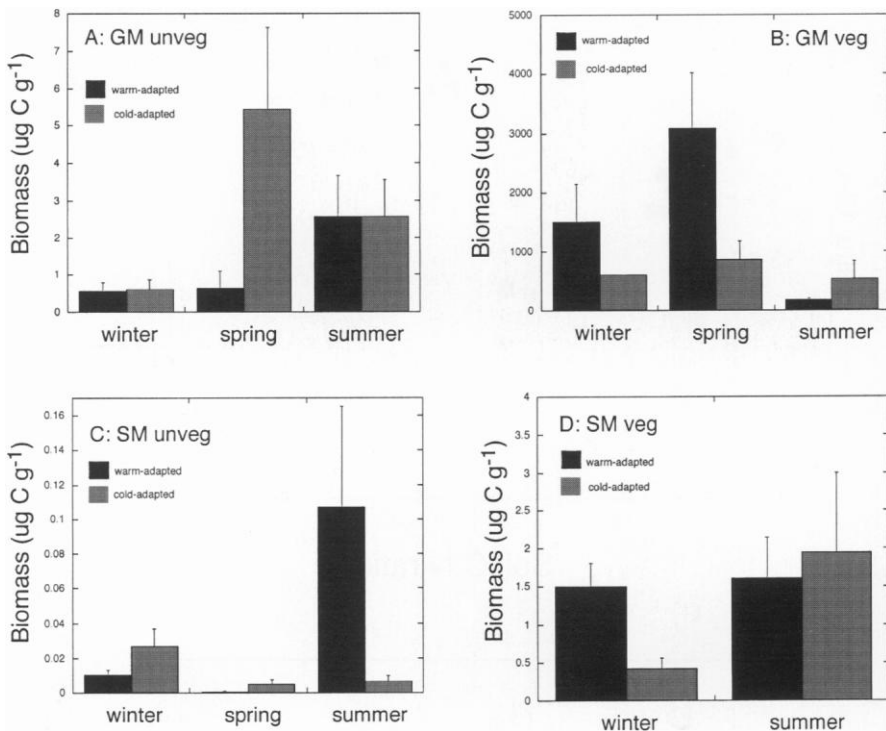 A: GM unveg
warm-adapted
cold-adapted
Biomass (ug C g-1)
8
7
6
5
4
3
2
1
0
winter spring summer
B: GM veg
warm-adapted
cold-adapted
Biomass (ug C g-1)
5000
4000
3000
2000
1000
0
winter spring summer
C: SM unveg
warm-adapted
cold-adapted
Biomass (ug C g-1)
0.16
0.14
0.12
0.1
0.08
0.06
0.04
0.02
0
winter spring summer
D: SM veg
warm-adapted
cold-adapted
Biomass (ug C g-1)
4
3.5
3
2.5
2
1.5
1
0.5
0
winter summer